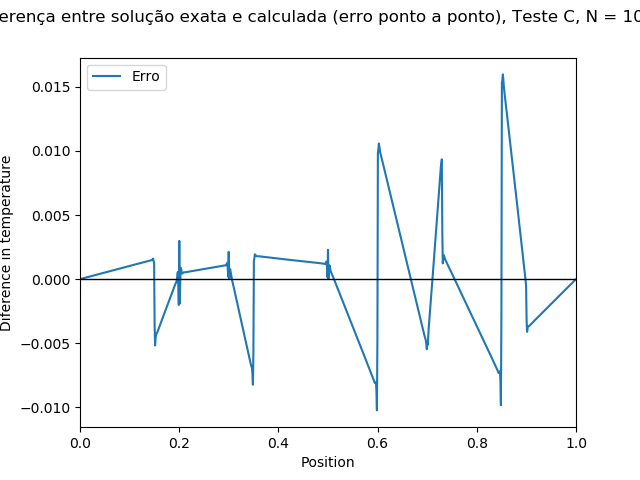 erença entre solução exata e calculada (erro ponto a ponto), Teste C, N = 10
Erro
0.015
0.010
0.005
0.000
−0.005
−0.010
Diference in temperature
0.0 0.2 0.4 0.6 0.8 1.0
Position